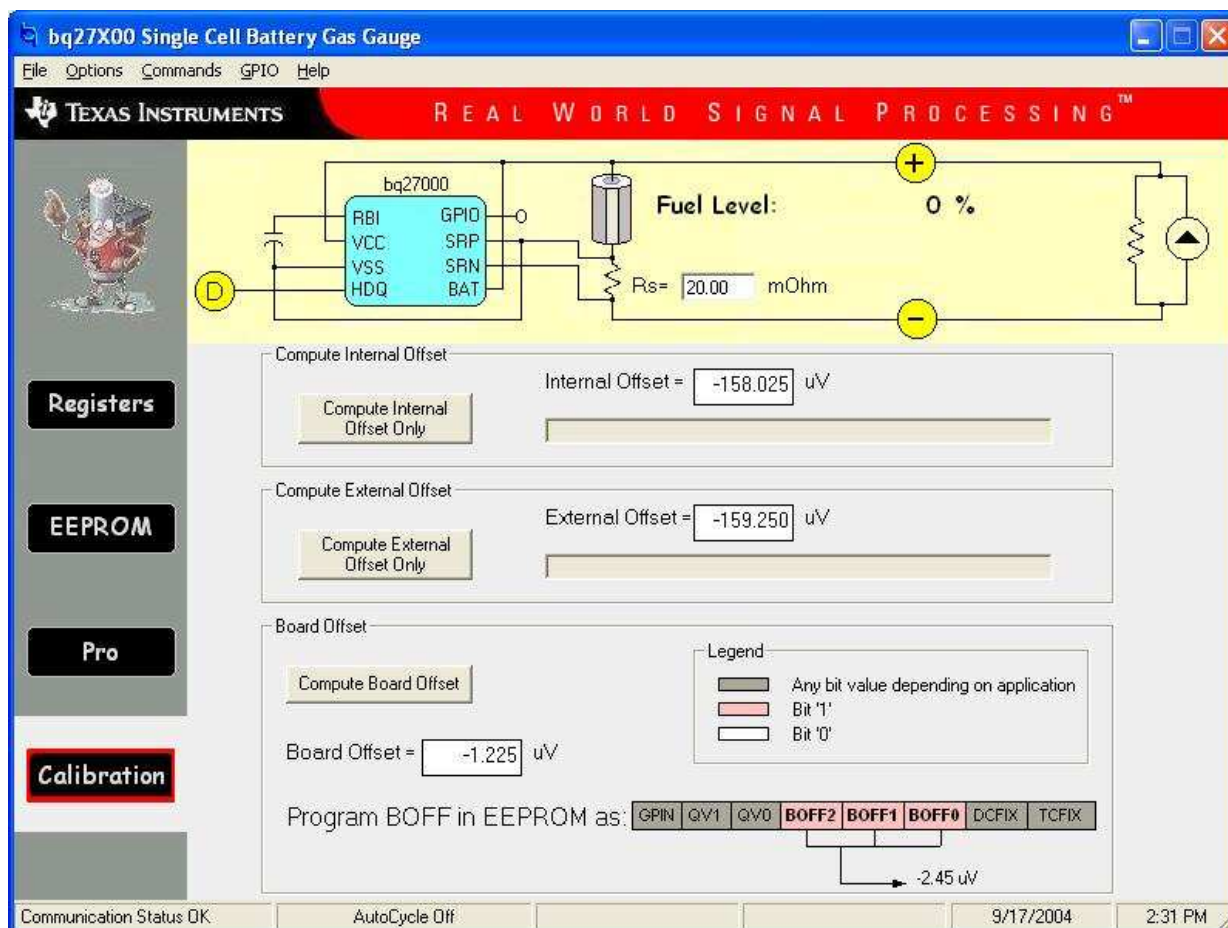 bq27X00 Single Cell Battery Gas Gauge
File Options Commands GPIO Help
TEXAS INSTRUMENTS
REAL WORLD SIGNAL PROCESSING™
bq27000
RBI GPIO
VCC SRP
VSS SRN
HDQ BAT
D
+
Fuel Level: 0 %
Rs= 20.00 mOhm
-
Registers
EEPROM
Pro
Calibration
Compute Internal Offset
Internal Offset = -158.025 uV
Compute Internal
Offset Only
Compute External Offset
External Offset = -159.250 uV
Compute External
Offset Only
Board Offset
Compute Board Offset
Legend
Any bit value depending on application
Bit '1'
Bit '0'
Board Offset = -1.225 uV
Program BOFF in EEPROM as: GPIN QV1 QV0 BOFF2 BOFF1 BOFF0 DCFIX TCFIX
-2.45 uV
Communication Status OK AutoCycle Off 9/17/2004 2:31 PM